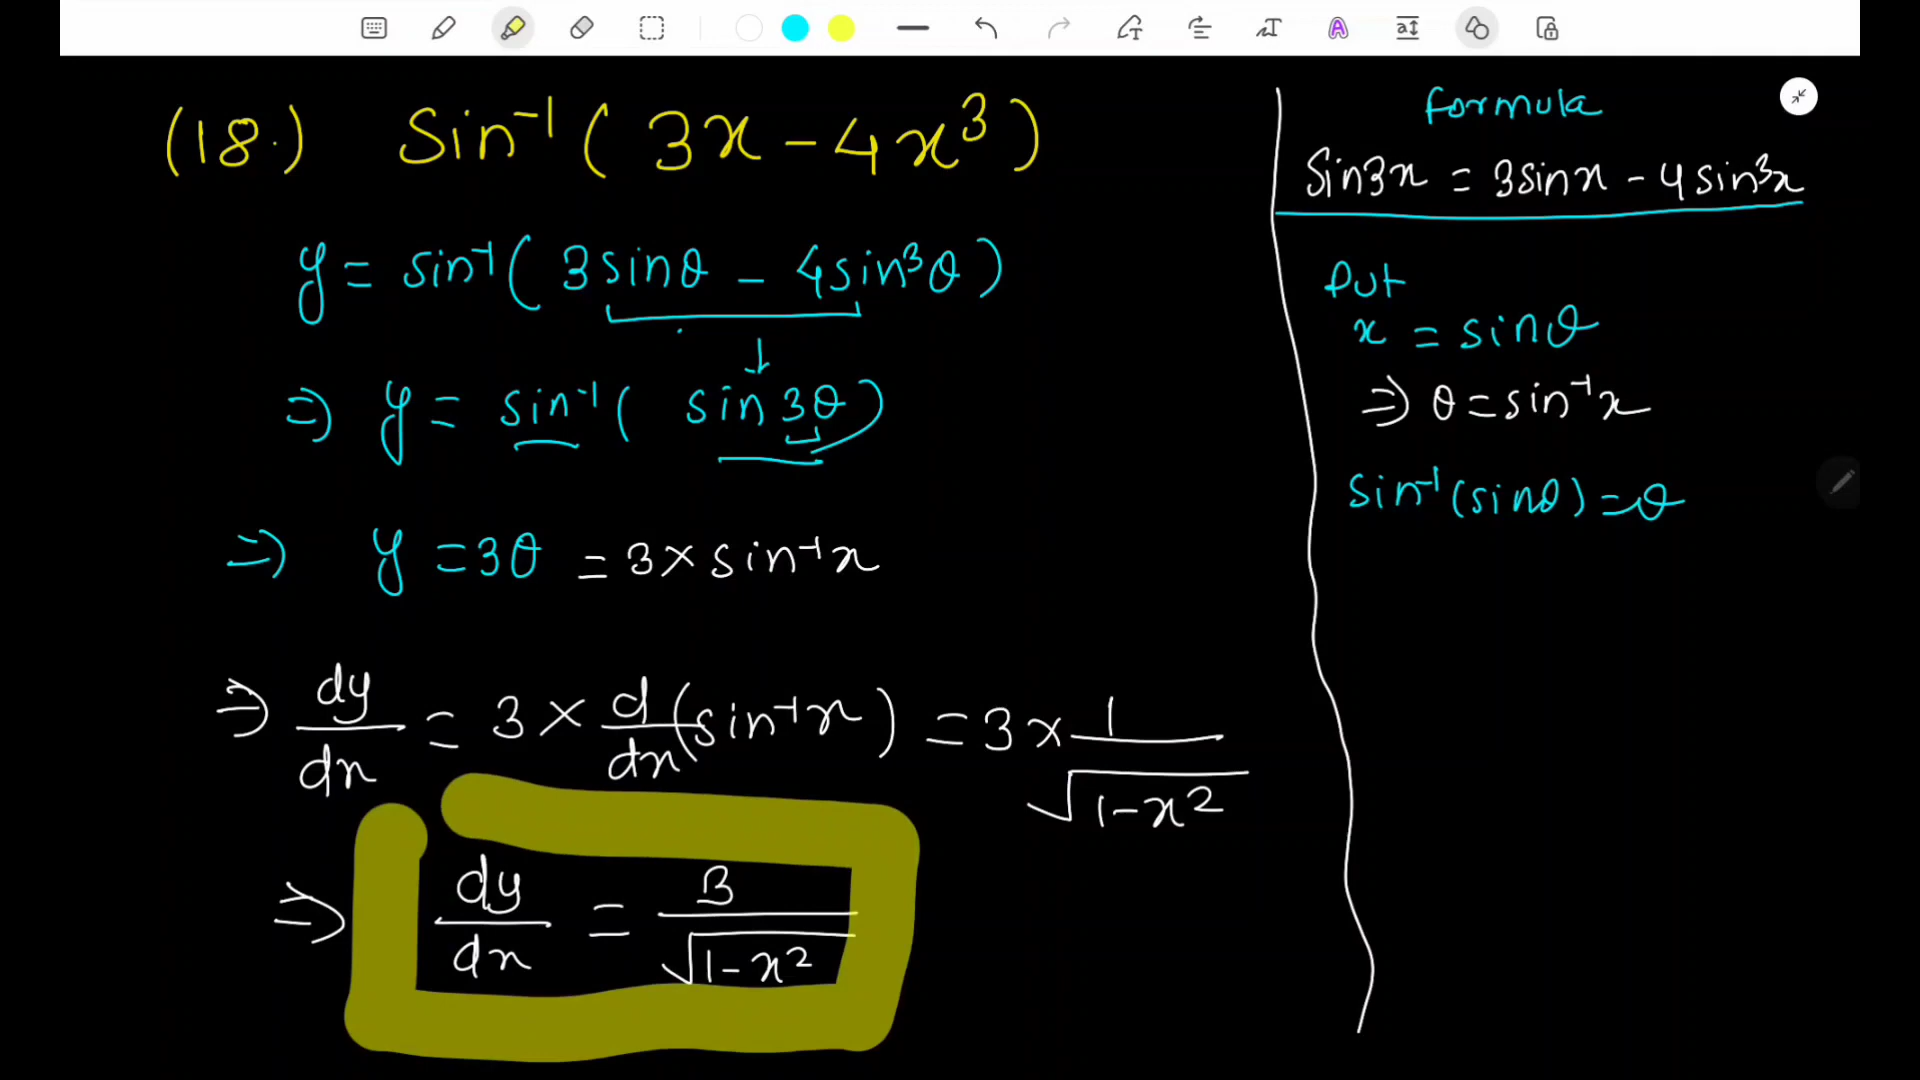 (18.) Sin⁻¹( 3x - 4x³ )
y = sin⁻¹( 3sinθ - 4sin³θ )
⇒ y = sin⁻¹( sin3θ )
⇒ y = 3θ = 3 × sin⁻¹x
⇒ dy/dx = 3 × d/dx (sin⁻¹x) = 3 × 1/√1-x²
⇒ dy/dx = 3/√1-x²
formula
Sin3x = 3sinx - 4sin³x
Put
x = sinθ
⇒ θ = sin⁻¹x
sin⁻¹(sinθ) = θ